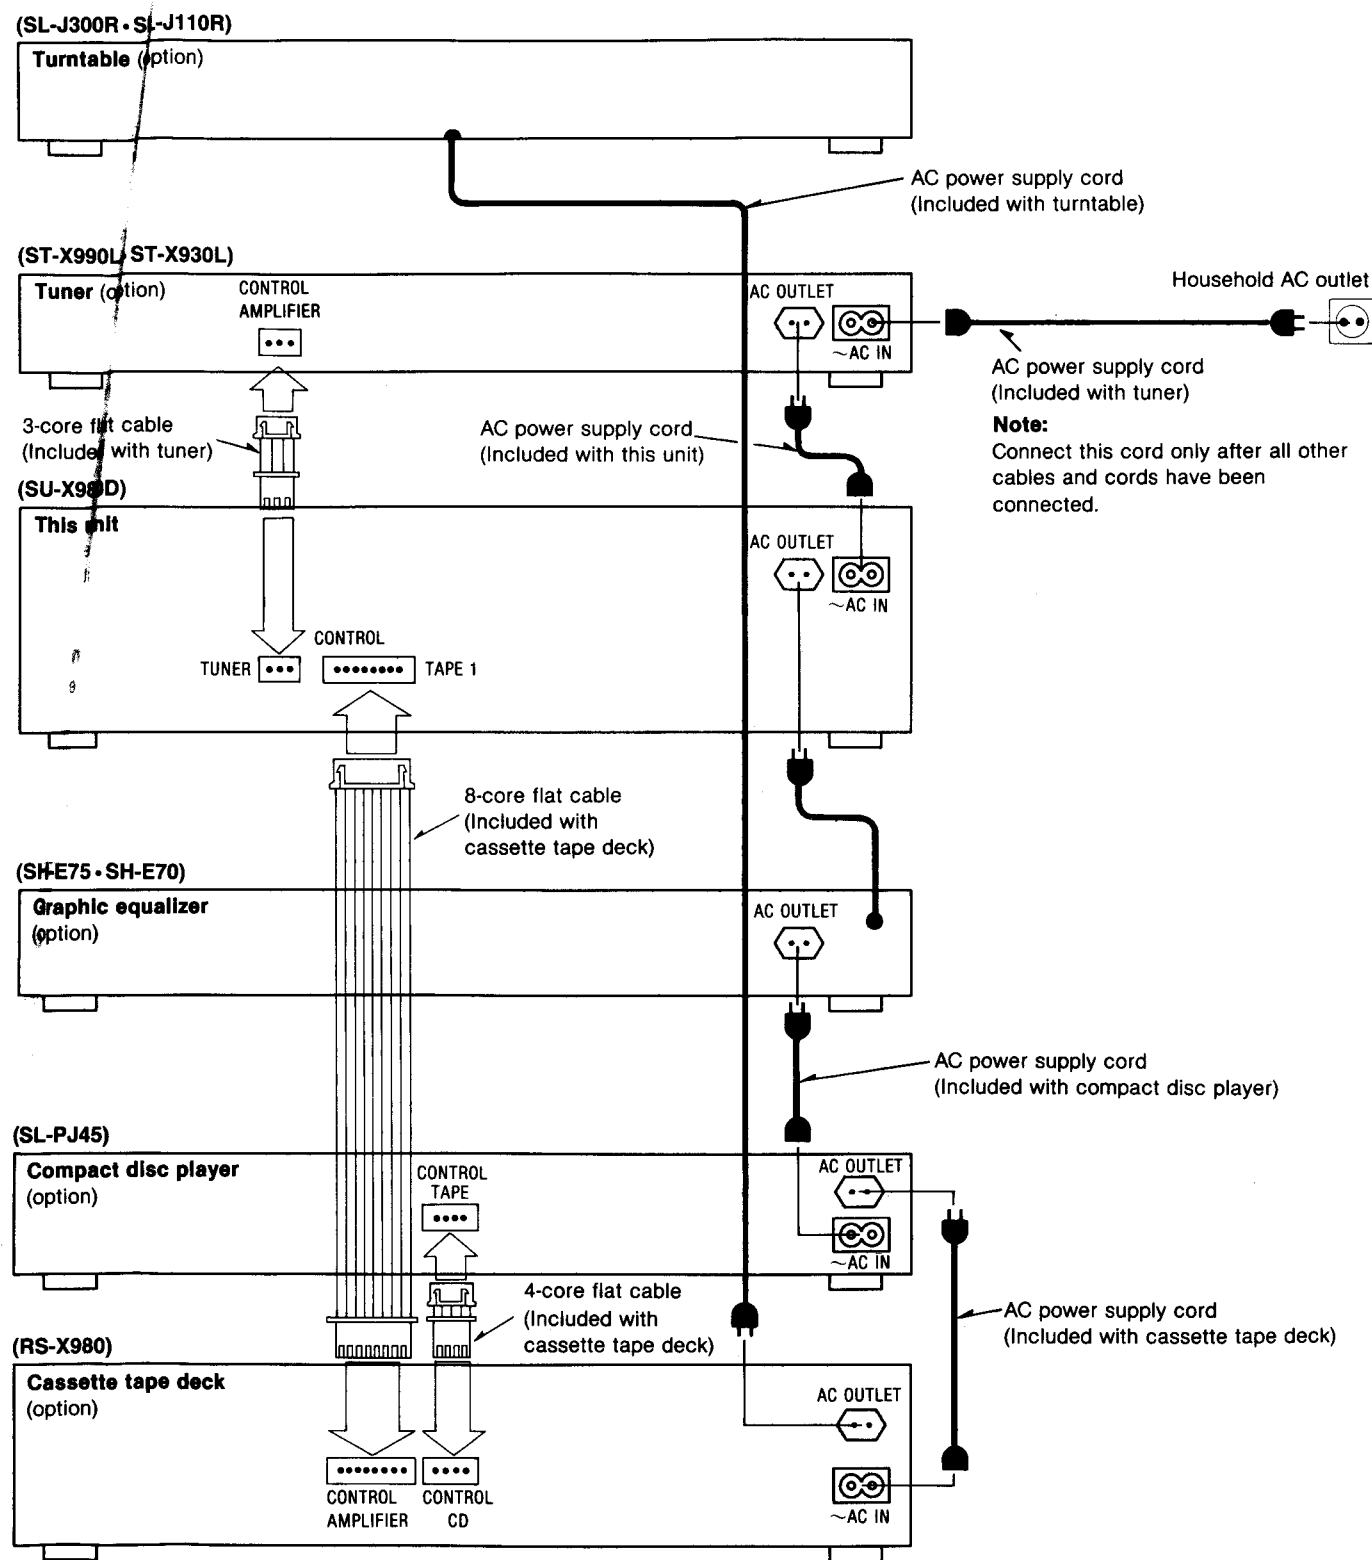 (SL-J300R • SL-J110R)
Turntable (option)
AC power supply cord
(Included with turntable)
(ST-X990L ST-X930L)
Tuner (option)
CONTROL
AMPLIFIER
AC OUTLET
~AC IN
Household AC outlet
AC power supply cord
(Included with tuner)
Note:
Connect this cord only after all other
cables and cords have been
connected.
3-core flat cable
(Included with tuner)
AC power supply cord
(Included with this unit)
(SU-X980D)
This unit
AC OUTLET
~AC IN
CONTROL
TUNER
TAPE 1
8-core flat cable
(Included with
cassette tape deck)
(SH-E75 • SH-E70)
Graphic equalizer
(option)
AC OUTLET
AC power supply cord
(Included with compact disc player)
(SL-PJ45)
Compact disc player
(option)
CONTROL
TAPE
AC OUTLET
~AC IN
4-core flat cable
(Included with
cassette tape deck)
AC power supply cord
(Included with cassette tape deck)
(RS-X980)
Cassette tape deck
(option)
AC OUTLET
~AC IN
CONTROL
AMPLIFIER
CONTROL
CD